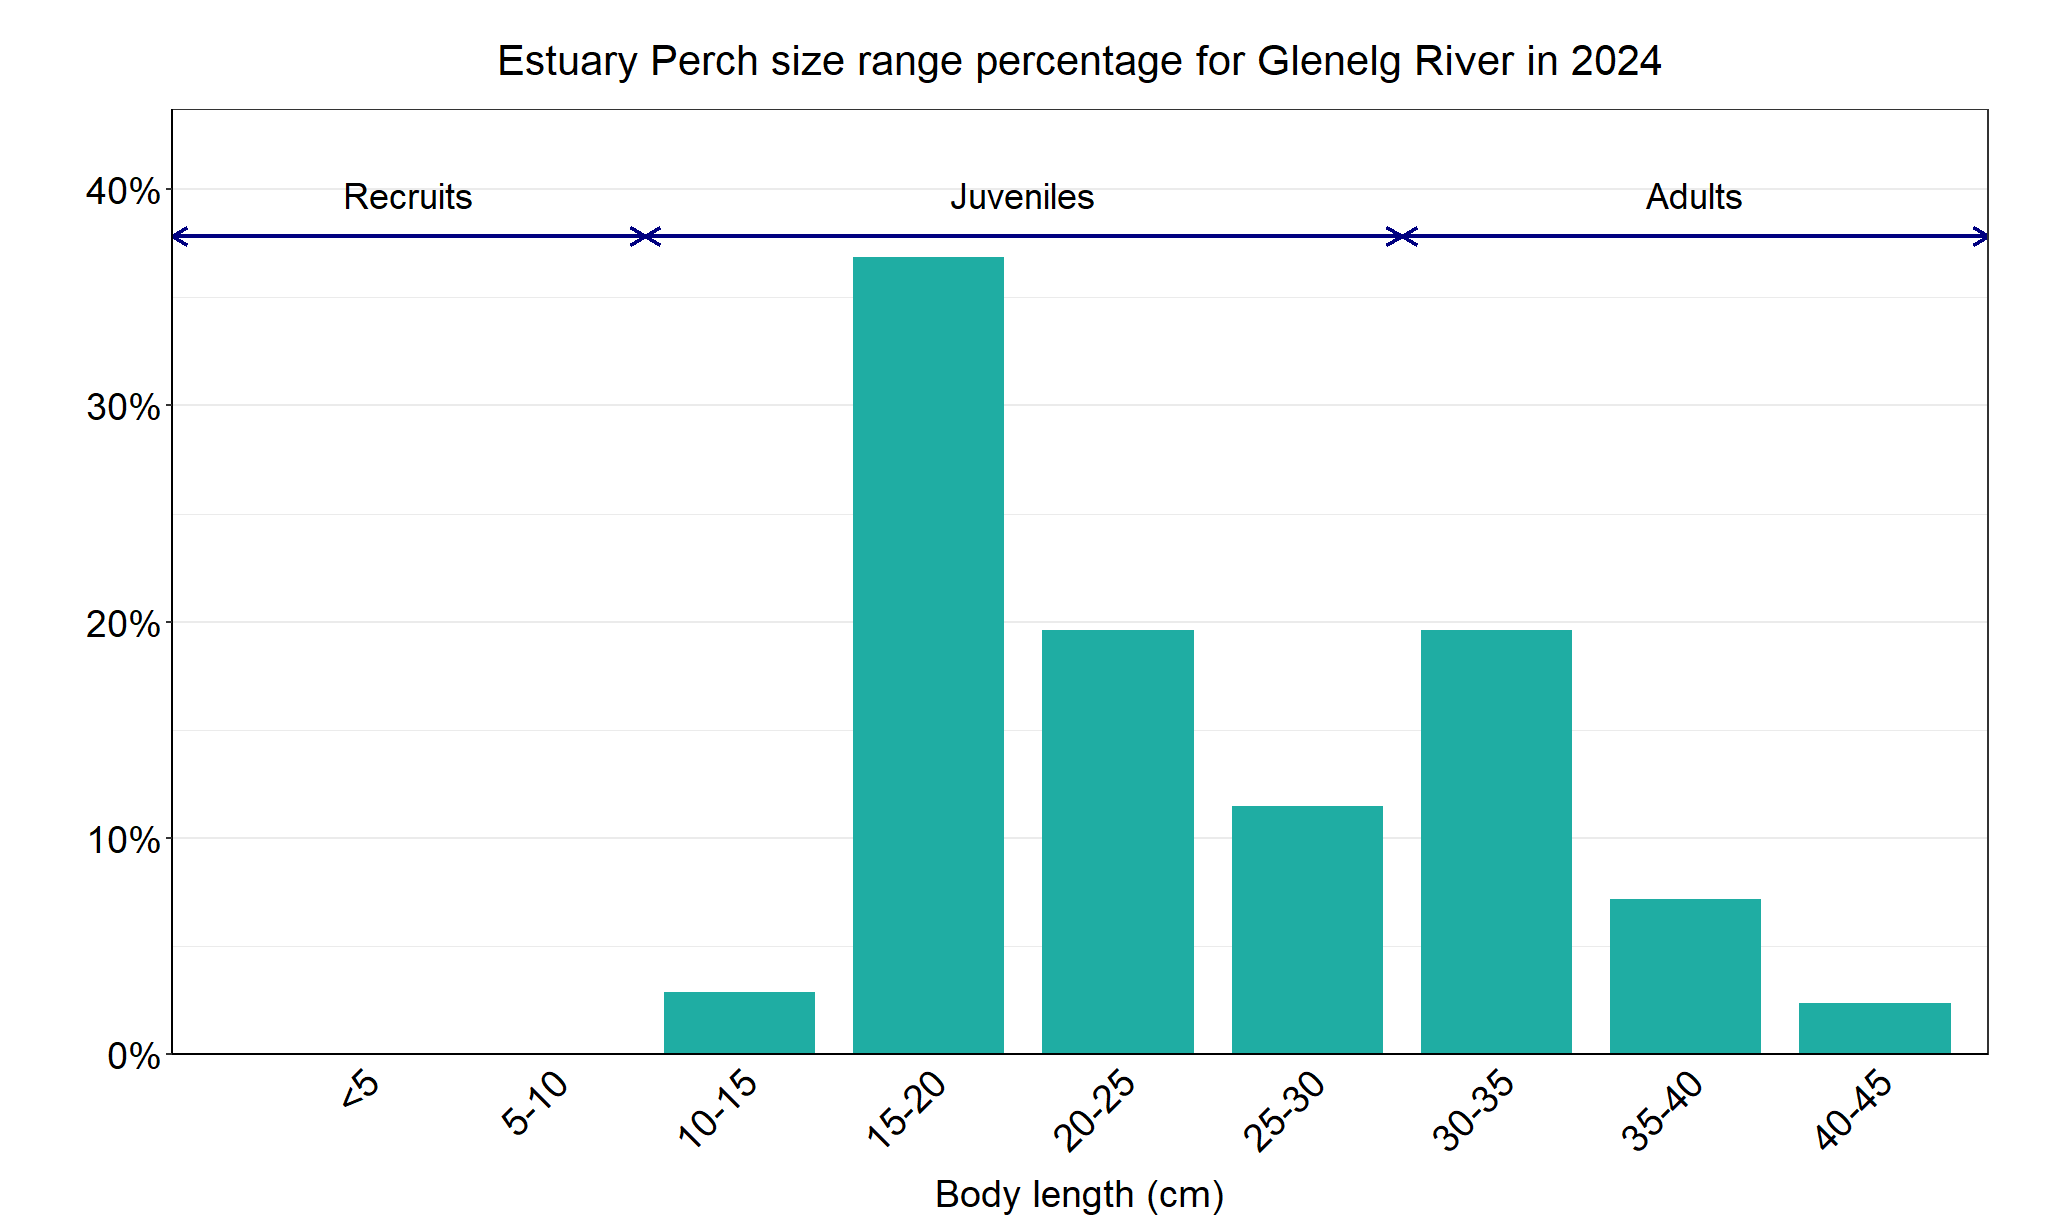 Estuary Perch size range percentage for Glenelg River in 2024
40%
Recruits
Juveniles
Adults
30%
20%
10%
0%
<5
5-10
10-15
15-20
20-25
25-30
30-35
35-40
40-45
Body length (cm)